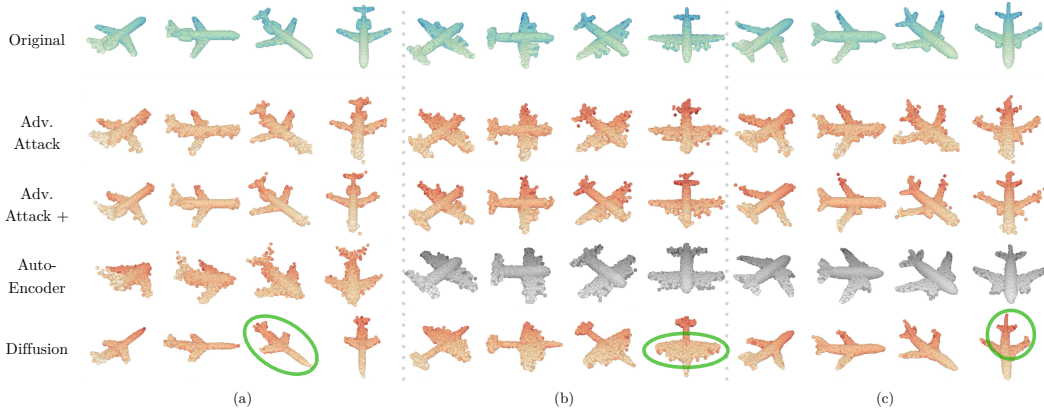 Original
Adv.
Attack
Adv.
Attack +
Auto-
Encoder
Diffusion
(a)
(b)
(c)